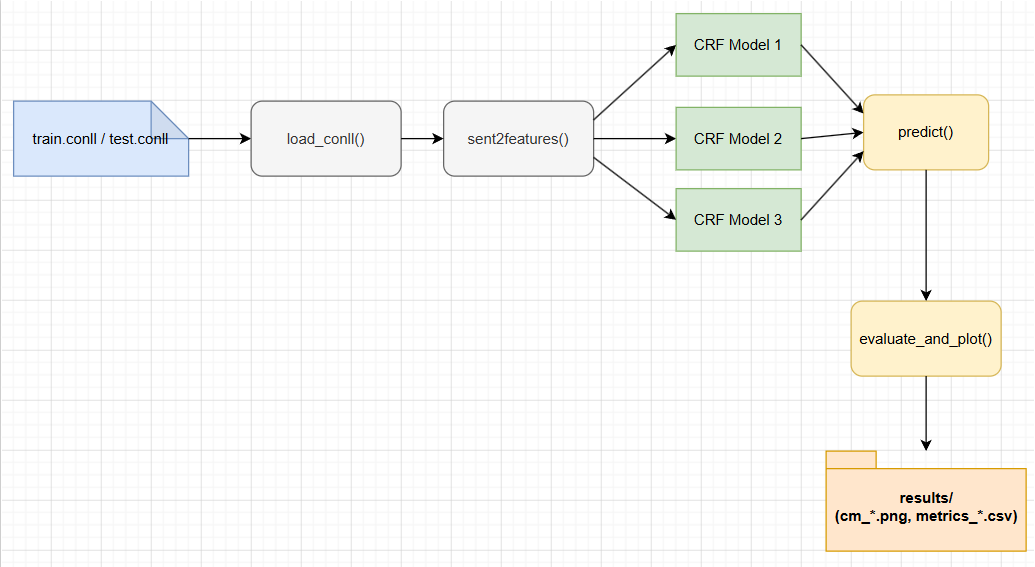 train.conll / test.conll
load_conll()
sent2features()
CRF Model 1
CRF Model 2
CRF Model 3
predict()
evaluate_and_plot()
results/
(cm_*.png, metrics_*.csv)